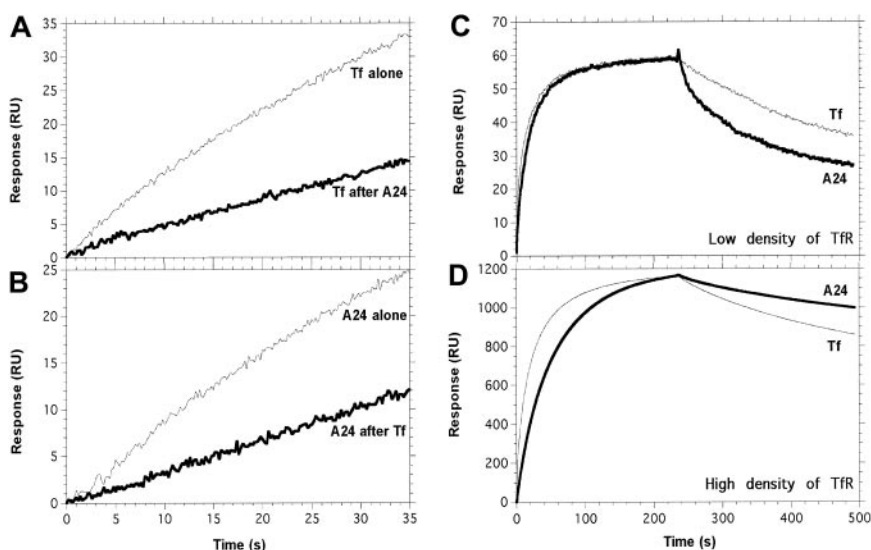 A
Response (RU)
35
30
25
20
15
10
5
0
Tf alone
Tf after A24
B
Response (RU)
25
20
15
10
5
0
A24 alone
A24 after Tf
0 5 10 15 20 25 30 35
Time (s)
C
Response (RU)
70
60
50
40
30
20
10
0
Tf
A24
Low density of TfR
D
Response (RU)
1200
1000
800
600
400
200
0
A24
Tf
High density of TfR
0 100 200 300 400 500
Time (s)